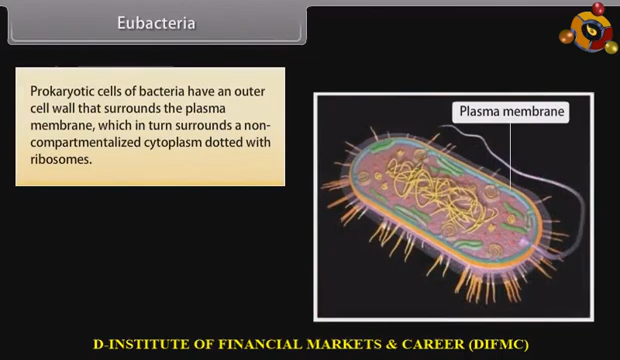 Eubacteria
Prokaryotic cells of bacteria have an outer
cell wall that surrounds the plasma
membrane, which in turn surrounds a non-
compartmentalized cytoplasm dotted with
ribosomes.
Plasma membrane
D-INSTITUTE OF FINANCIAL MARKETS & CAREER (DIFMC)